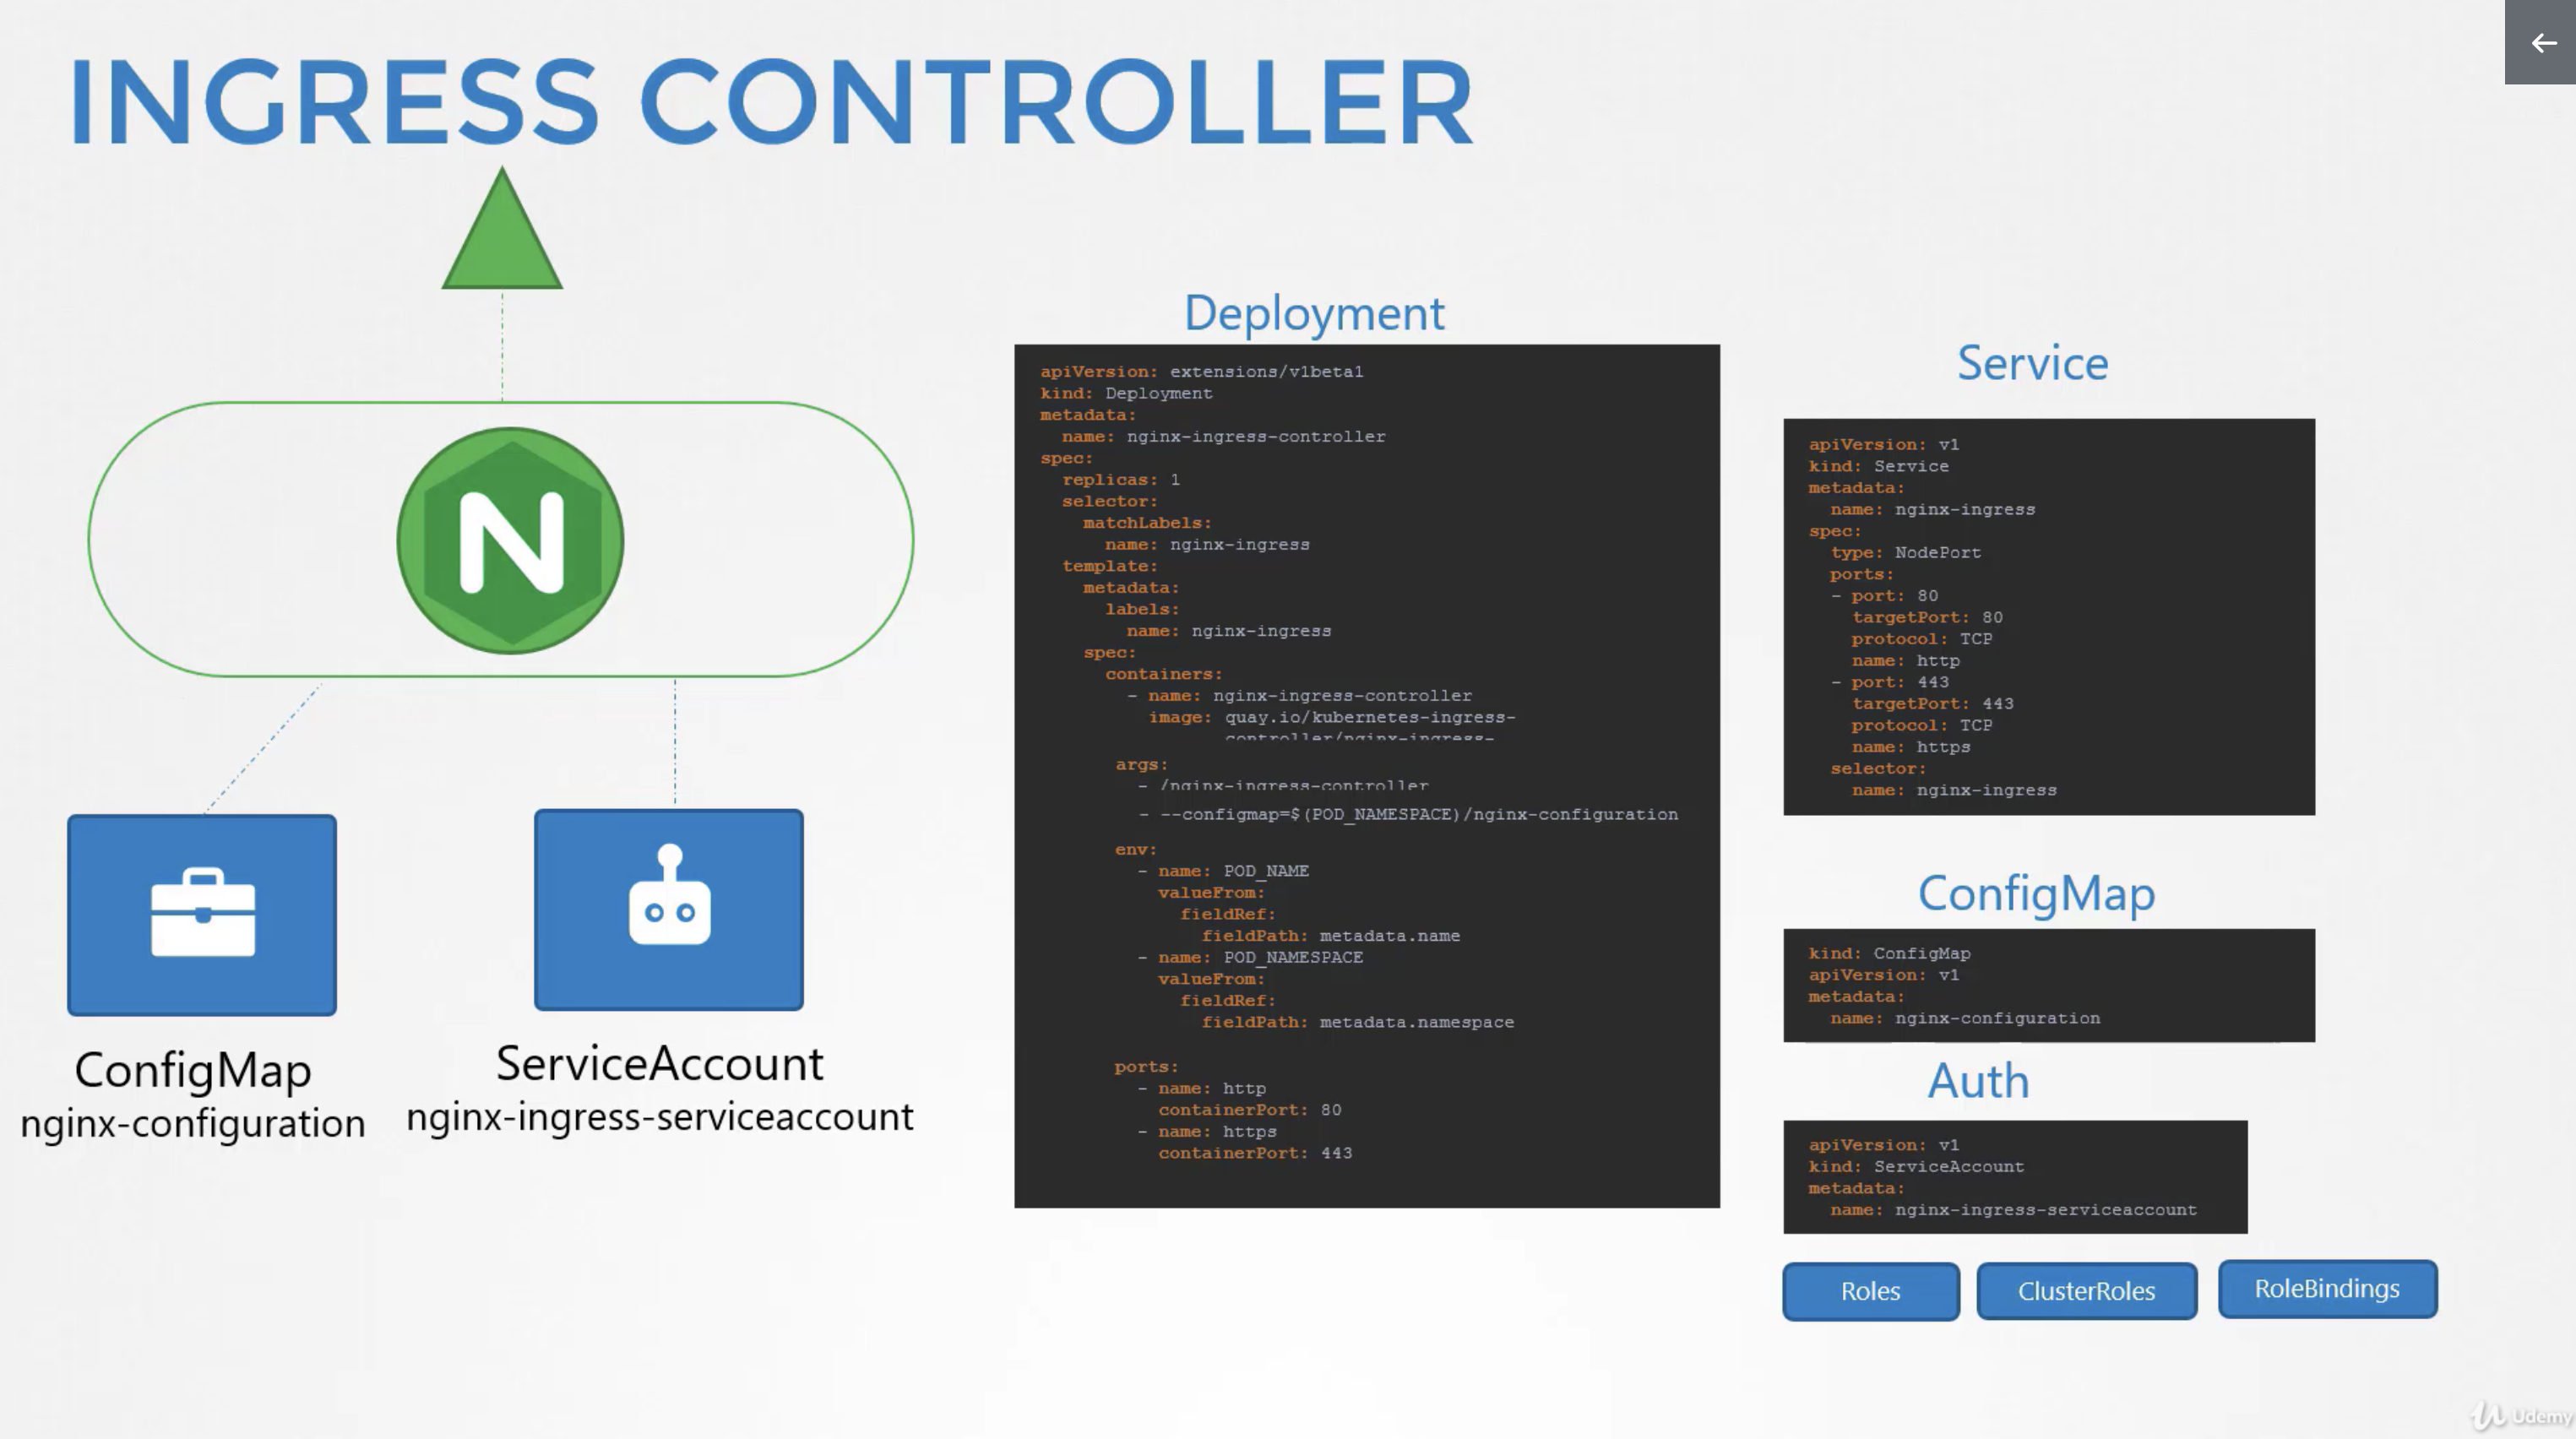 INGRESS CONTROLLER
N
ConfigMap
nginx-configuration
ServiceAccount
nginx-ingress-serviceaccount
Deployment
apiVersion: extensions/v1beta1
kind: Deployment
metadata:
  name: nginx-ingress-controller
spec:
  replicas: 1
  selector:
    matchLabels:
      name: nginx-ingress
  template:
    metadata:
      labels:
        name: nginx-ingress
    spec:
      containers:
        - name: nginx-ingress-controller
          image: quay.io/kubernetes-ingress-
controller/nginx-ingress-
args:
  - /nginx-ingress-controller
  - --configmap=$(POD_NAMESPACE)/nginx-configuration
env:
  - name: POD_NAME
    valueFrom:
      fieldRef:
        fieldPath: metadata.name
  - name: POD_NAMESPACE
    valueFrom:
      fieldRef:
        fieldPath: metadata.namespace
ports:
  - name: http
    containerPort: 80
  - name: https
    containerPort: 443
Service
apiVersion: v1
kind: Service
metadata:
  name: nginx-ingress
spec:
  type: NodePort
  ports:
  - port: 80
    targetPort: 80
    protocol: TCP
    name: http
  - port: 443
    targetPort: 443
    protocol: TCP
    name: https
  selector:
    name: nginx-ingress
ConfigMap
kind: ConfigMap
apiVersion: v1
metadata:
  name: nginx-configuration
Auth
apiVersion: v1
kind: ServiceAccount
metadata:
  name: nginx-ingress-serviceaccount
Roles
ClusterRoles
RoleBindings
Udemy